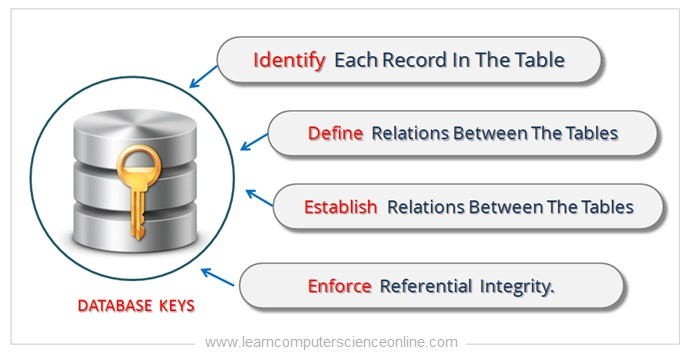 Identify Each Record In The Table
Define Relations Between The Tables
Establish Relations Between The Tables
Enforce Referential Integrity.
DATABASE KEYS
www.learncomputerscienceonline.com